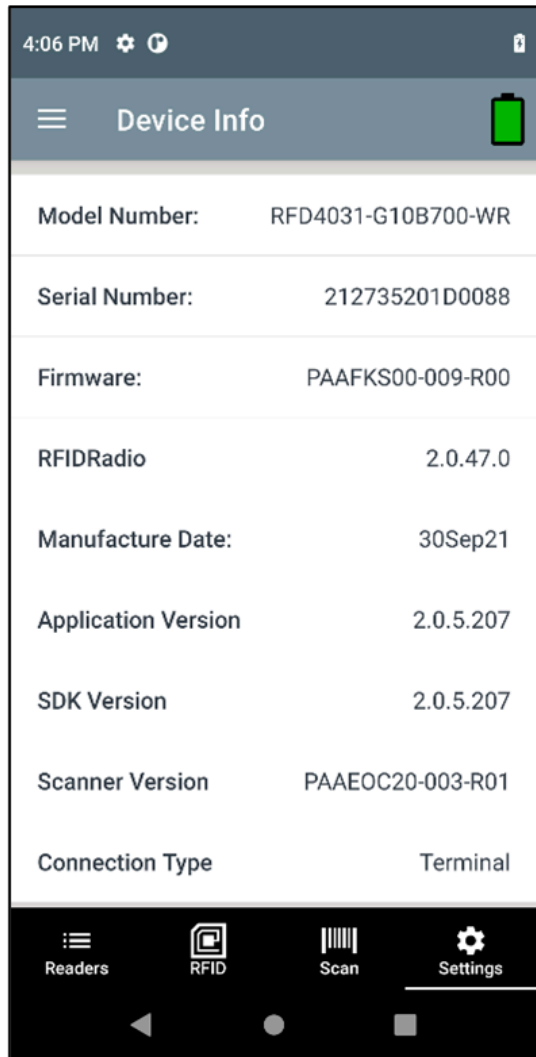 4:06 PM
Device Info
Model Number: RFD4031-G10B700-WR
Serial Number: 212735201D0088
Firmware: PAAFKS00-009-R00
RFIDRadio 2.0.47.0
Manufacture Date: 30Sep21
Application Version 2.0.5.207
SDK Version 2.0.5.207
Scanner Version PAAEOC20-003-R01
Connection Type Terminal
Readers RFID Scan Settings